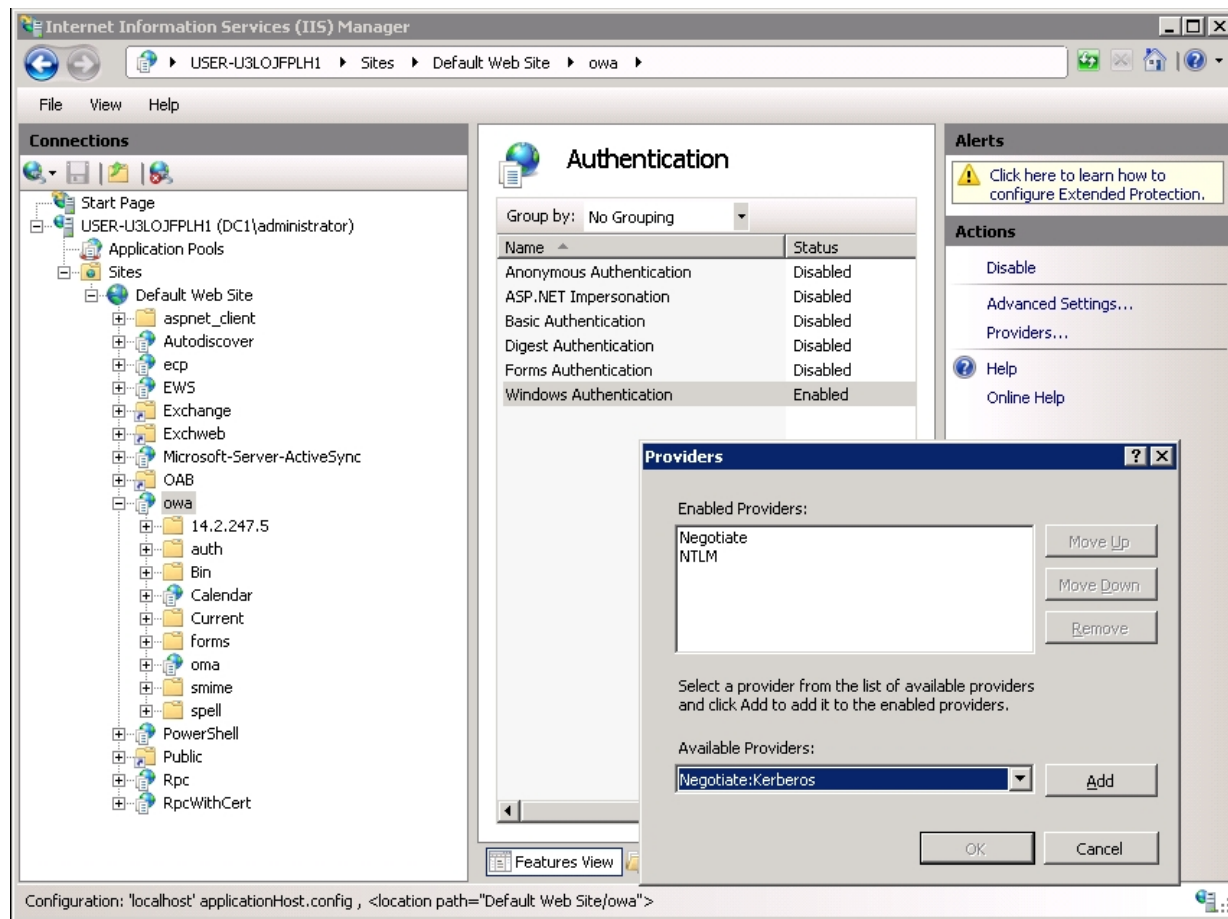 Internet Information Services (IIS) Manager
USER-U3LOJFPLH1 Sites Default Web Site owa
File View Help
Connections
Start Page
USER-U3LOJFPLH1 (DC1\administrator)
Application Pools
Sites
Default Web Site
aspnet_client
Autodiscover
ecp
EWS
Exchange
Exchweb
Microsoft-Server-ActiveSync
OAB
owa
14.2.247.5
auth
Bin
Calendar
Current
forms
oma
smime
spell
PowerShell
Public
Rpc
RpcWithCert
Authentication
Group by: No Grouping
Name Status
Anonymous Authentication Disabled
ASP.NET Impersonation Disabled
Basic Authentication Disabled
Digest Authentication Disabled
Forms Authentication Disabled
Windows Authentication Enabled
Features View
Alerts
Click here to learn how to
configure Extended Protection.
Actions
Disable
Advanced Settings...
Providers...
Help
Online Help
Providers
Enabled Providers:
Negotiate
NTLM
Move Up
Move Down
Remove
Select a provider from the list of available providers
and click Add to add it to the enabled providers.
Available Providers:
Negotiate:Kerberos
Add
OK Cancel
Configuration: 'localhost' applicationHost.config , <location path="Default Web Site/owa">